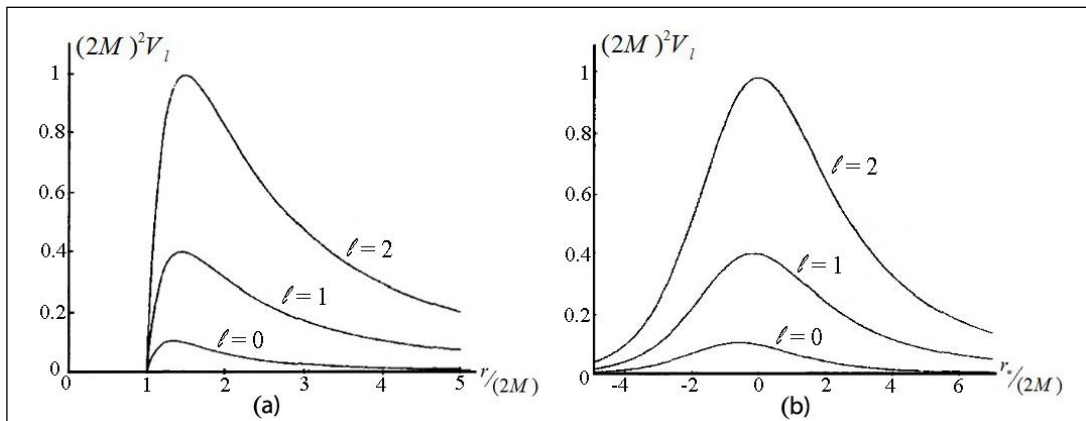 (2M)²Vₗ
1
0.8
0.6
0.4
0.2
0
0
1
2
3
4
5
r/(2M)
ℓ = 2
ℓ = 1
ℓ = 0
(a)
(2M)²Vₗ
1
0.8
0.6
0.4
0.2
0
-4
-2
0
2
4
6
r*/(2M)
ℓ = 2
ℓ = 1
ℓ = 0
(b)